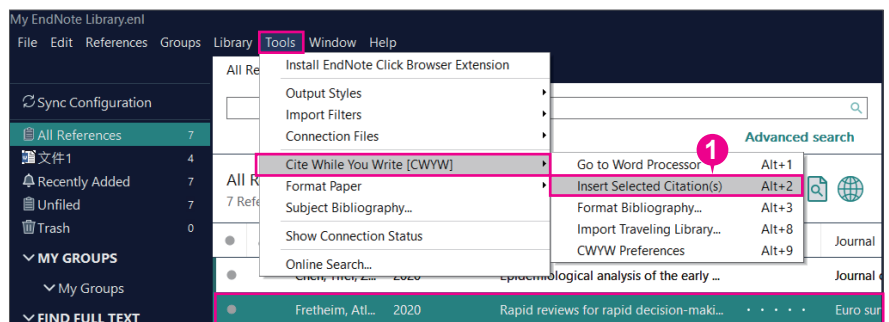 My EndNote Library.enl
File Edit References Groups Library Tools Window Help
All Re
Install EndNote Click Browser Extension
Sync Configuration
Output Styles
Import Filters
Connection Files
All References 7
Advanced search
文件1 4
1
Cite While You Write [CWYW]
Go to Word Processor Alt+1
Recently Added 7
All R
Format Paper
Insert Selected Citation(s) Alt+2
Unfiled 7
7 Refe
Subject Bibliography...
Format Bibliography... Alt+3
Trash 0
Import Traveling Library... Alt+8
Show Connection Status
Journal
CWYW Preferences Alt+9
MY GROUPS
Online Search...
2020 Epidemiological analysis of the early ... Journal
My Groups
Fretheim, Atl... 2020 Rapid reviews for rapid decision-maki... Euro sur
FIND FULL TEXT